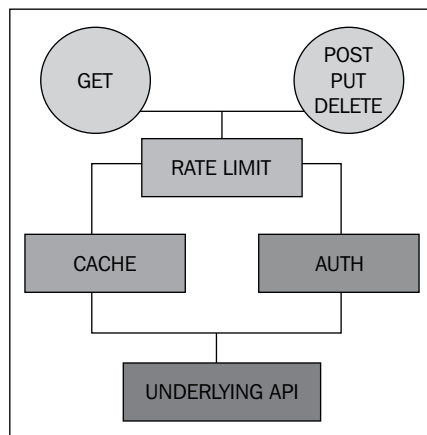 GET
POST
PUT
DELETE
RATE LIMIT
CACHE
AUTH
UNDERLYING API